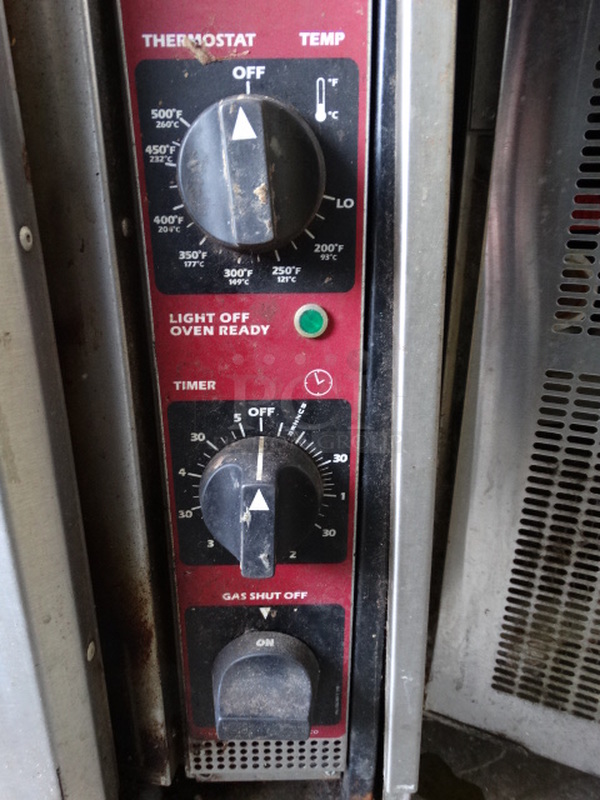 THERMOSTAT TEMP
OFF
°F
°C
500°F
260°C
450°F
232°C
400°F
204°C
350°F
177°C
300°F
149°C
250°F
121°C
200°F
93°C
LO
LIGHT OFF
OVEN READY
TIMER
OFF
5
30
4
30
3
2
30
1
30
GAS SHUT OFF
ON